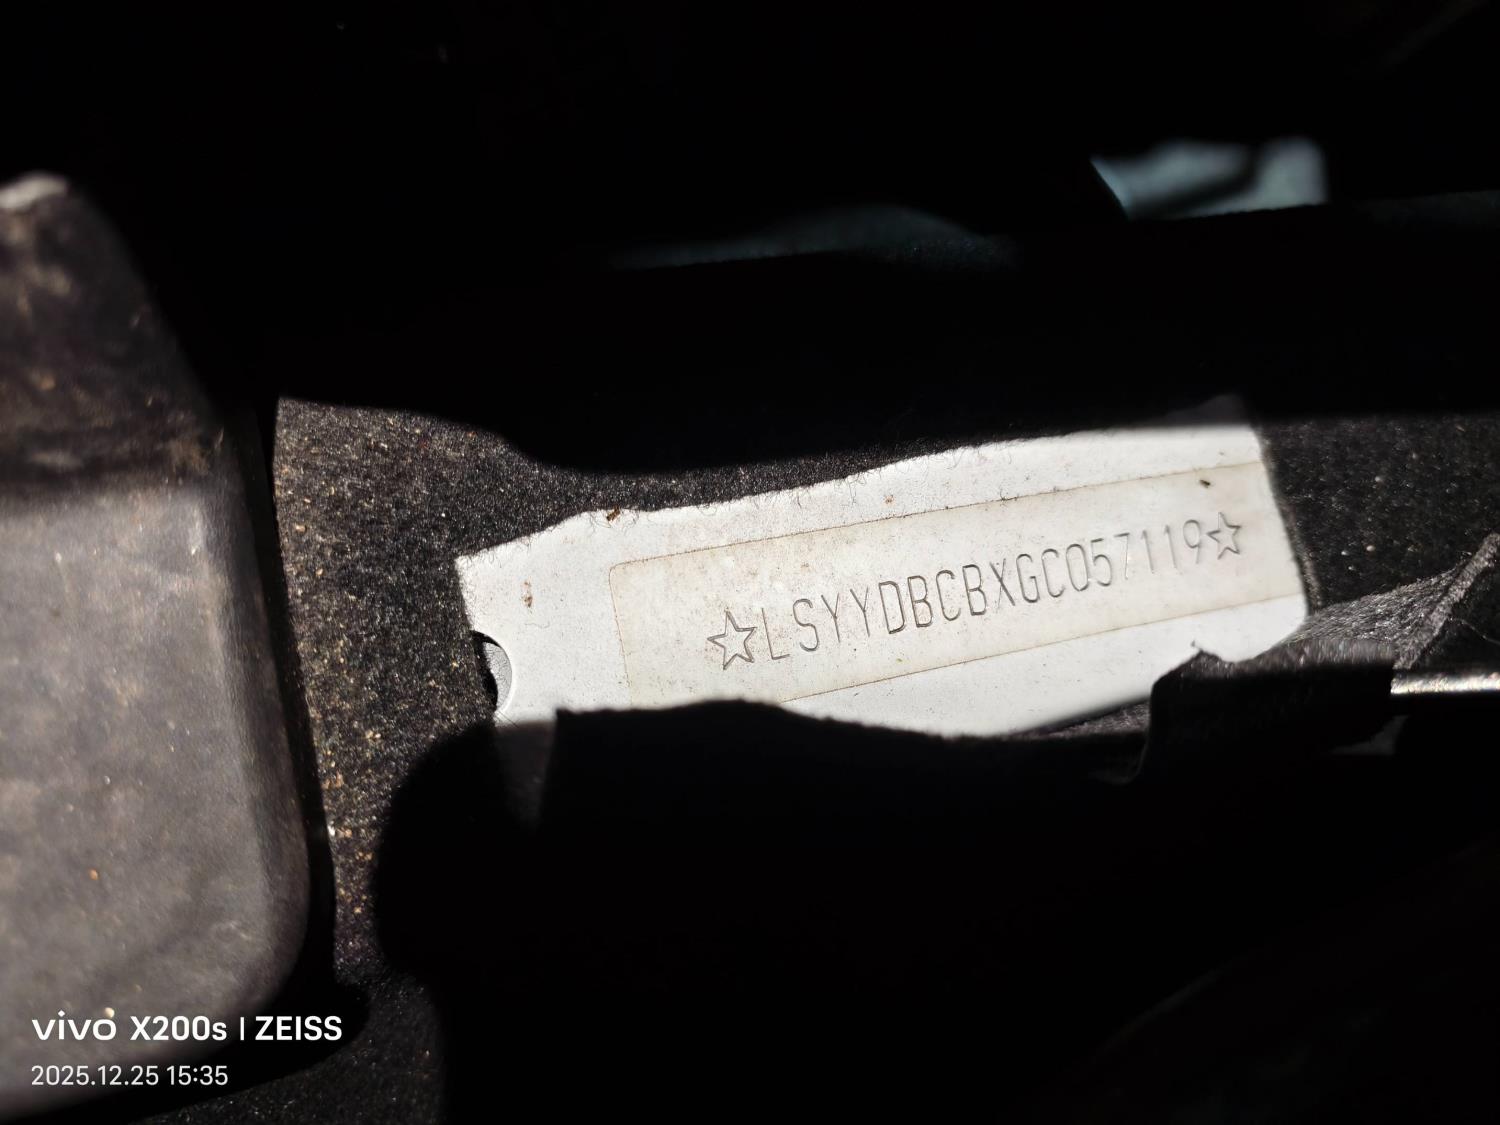 ☆LSYYDBCBXGC057119☆
vivo X200s | ZEISS
2025.12.25 15:35